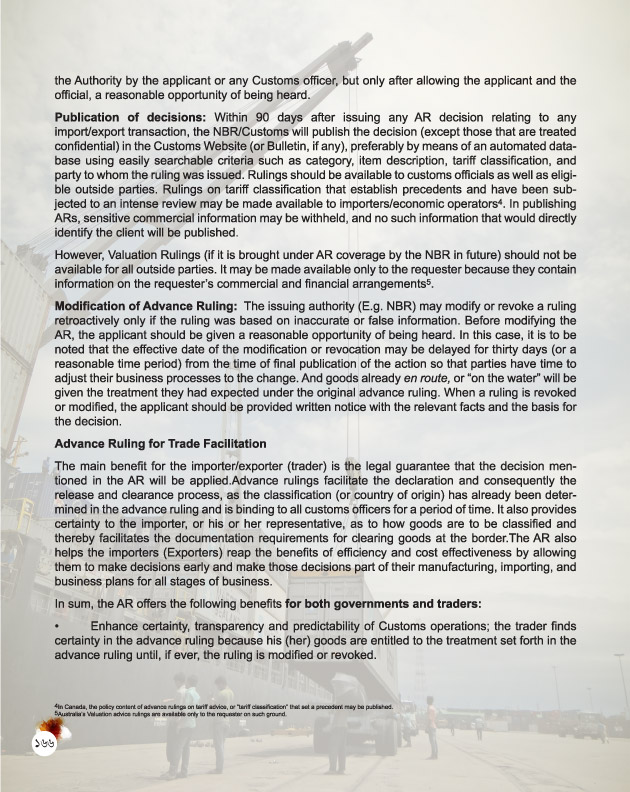 the Authority by the applicant or any Customs officer, but only after allowing the applicant and the
official, a reasonable opportunity of being heard.
Publication of decisions: Within 90 days after issuing any AR decision relating to any
import/export transaction, the NBR/Customs will publish the decision (except those that are treated
confidential) in the Customs Website (or Bulletin, if any), preferably by means of an automated data-
base using easily searchable criteria such as category, item description, tariff classification, and
party to whom the ruling was issued. Rulings should be available to customs officials as well as eligi-
ble outside parties. Rulings on tariff classification that establish precedents and have been sub-
jected to an intense review may be made available to importers/economic operators⁴. In publishing
ARs, sensitive commercial information may be withheld, and no such information that would directly
identify the client will be published.
However, Valuation Rulings (if it is brought under AR coverage by the NBR in future) should not be
available for all outside parties. It may be made available only to the requester because they contain
information on the requester's commercial and financial arrangements⁵.
Modification of Advance Ruling: The issuing authority (E.g. NBR) may modify or revoke a ruling
retroactively only if the ruling was based on inaccurate or false information. Before modifying the
AR, the applicant should be given a reasonable opportunity of being heard. In this case, it is to be
noted that the effective date of the modification or revocation may be delayed for thirty days (or a
reasonable time period) from the time of final publication of the action so that parties have time to
adjust their business processes to the change. And goods already en route, or “on the water” will be
given the treatment they had expected under the original advance ruling. When a ruling is revoked
or modified, the applicant should be provided written notice with the relevant facts and the basis for
the decision.
Advance Ruling for Trade Facilitation
The main benefit for the importer/exporter (trader) is the legal guarantee that the decision men-
tioned in the AR will be applied.Advance rulings facilitate the declaration and consequently the
release and clearance process, as the classification (or country of origin) has already been deter-
mined in the advance ruling and is binding to all customs officers for a period of time. It also provides
certainty to the importer, or his or her representative, as to how goods are to be classified and
thereby facilitates the documentation requirements for clearing goods at the border.The AR also
helps the importers (Exporters) reap the benefits of efficiency and cost effectiveness by allowing
them to make decisions early and make those decisions part of their manufacturing, importing, and
business plans for all stages of business.
In sum, the AR offers the following benefits for both governments and traders:
• Enhance certainty, transparency and predictability of Customs operations; the trader finds
certainty in the advance ruling because his (her) goods are entitled to the treatment set forth in the
advance ruling until, if ever, the ruling is modified or revoked.
⁴In Canada, the policy content of advance rulings on tariff advice, or “tariff classification” that set a precedent may be published.
⁵Australia's Valuation advice rulings are available only to the requester on such ground.
১৬৬